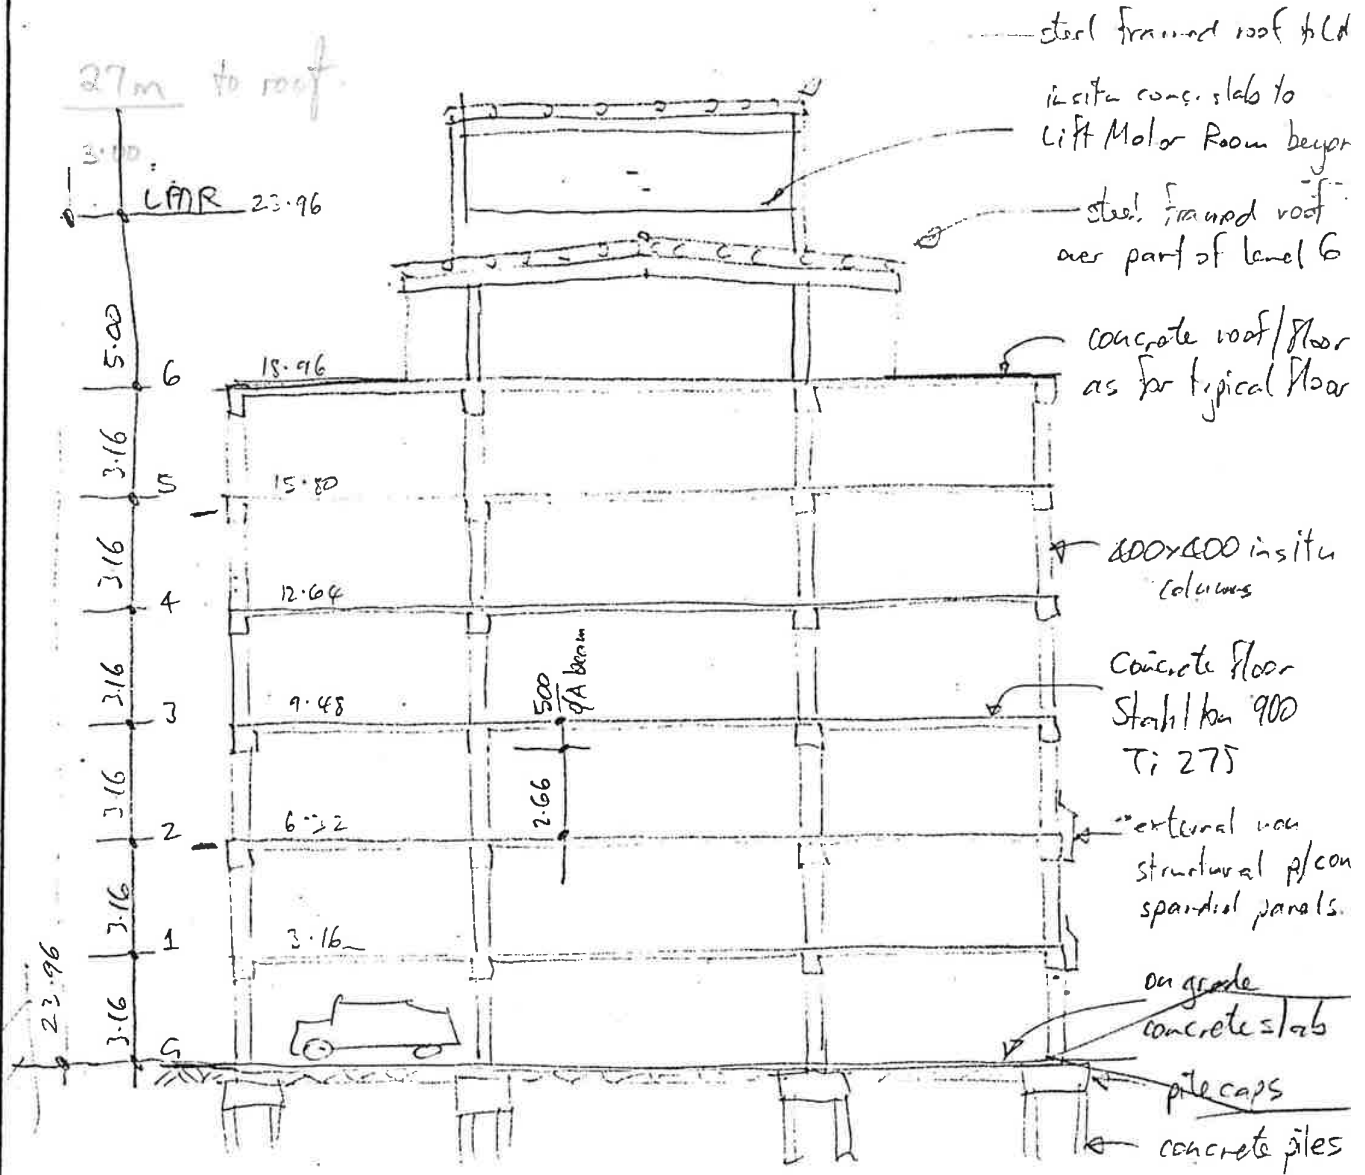 steel framed roof
27m to roof.
insitu conc. slab to
Lift Motor Room
3.00
LMR 23.96
steel framed roof
over part of level 6
5.00
concrete roof/floor
as for typical floor
6
18.96
3.16
5
15.80
400x400 insitu
columns
3.16
4
12.64
Concrete floor
Stahlton 900
Ti 275
3.16
3
9.48
500
o/A beam
2.66
3.16
2
6.32
external non
structural p/con
spandrel panels.
3.16
1
3.16
on grade
concrete slab
23.96
3.16
G
pile caps
concrete piles